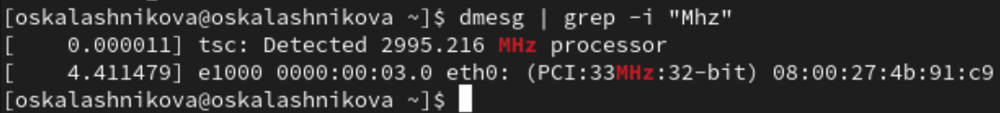 [oskalashnikova@oskalashnikova ~]$ dmesg | grep -i "Mhz"
[    0.000011] tsc: Detected 2995.216 MHz processor
[    4.411479] e1000 0000:00:03.0 eth0: (PCI:33MHz:32-bit) 08:00:27:4b:91:c9
[oskalashnikova@oskalashnikova ~]$